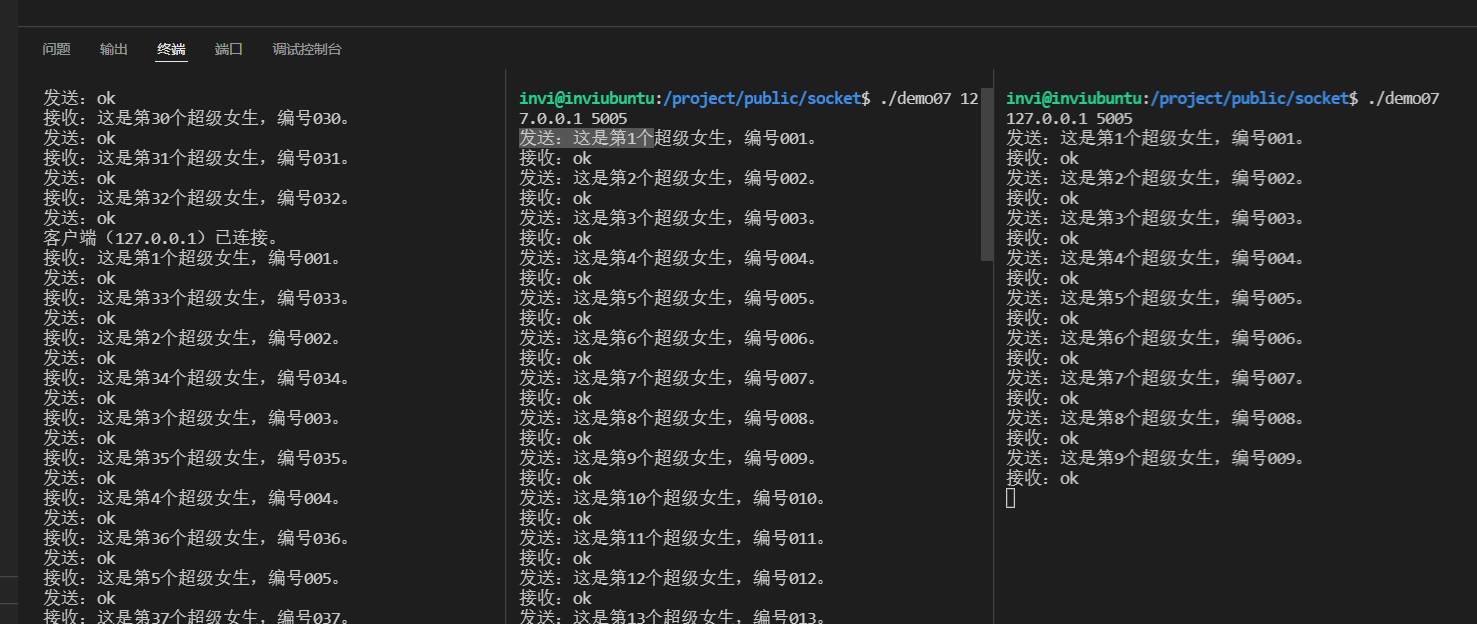 问题 输出 终端 端口 调试控制台
发送：ok
接收：这是第30个超级女生，编号030。
发送：ok
接收：这是第31个超级女生，编号031。
发送：ok
接收：这是第32个超级女生，编号032。
发送：ok
客户端（127.0.0.1）已连接。
接收：这是第1个超级女生，编号001。
发送：ok
接收：这是第33个超级女生，编号033。
发送：ok
接收：这是第2个超级女生，编号002。
发送：ok
接收：这是第34个超级女生，编号034。
发送：ok
接收：这是第3个超级女生，编号003。
发送：ok
接收：这是第35个超级女生，编号035。
发送：ok
接收：这是第4个超级女生，编号004。
发送：ok
接收：这是第36个超级女生，编号036。
发送：ok
接收：这是第5个超级女生，编号005。
发送：ok
接收：这是第37个超级女生，编号037。
invi@inviubuntu:/project/public/socket$ ./demo07 12
7.0.0.1 5005
发送：这是第1个超级女生，编号001。
接收：ok
发送：这是第2个超级女生，编号002。
接收：ok
发送：这是第3个超级女生，编号003。
接收：ok
发送：这是第4个超级女生，编号004。
接收：ok
发送：这是第5个超级女生，编号005。
接收：ok
发送：这是第6个超级女生，编号006。
接收：ok
发送：这是第7个超级女生，编号007。
接收：ok
发送：这是第8个超级女生，编号008。
接收：ok
发送：这是第9个超级女生，编号009。
接收：ok
发送：这是第10个超级女生，编号010。
接收：ok
发送：这是第11个超级女生，编号011。
接收：ok
发送：这是第12个超级女生，编号012。
接收：ok
发送：这是第13个超级女生，编号013。
invi@inviubuntu:/project/public/socket$ ./demo07
127.0.0.1 5005
发送：这是第1个超级女生，编号001。
接收：ok
发送：这是第2个超级女生，编号002。
接收：ok
发送：这是第3个超级女生，编号003。
接收：ok
发送：这是第4个超级女生，编号004。
接收：ok
发送：这是第5个超级女生，编号005。
接收：ok
发送：这是第6个超级女生，编号006。
接收：ok
发送：这是第7个超级女生，编号007。
接收：ok
发送：这是第8个超级女生，编号008。
接收：ok
发送：这是第9个超级女生，编号009。
接收：ok